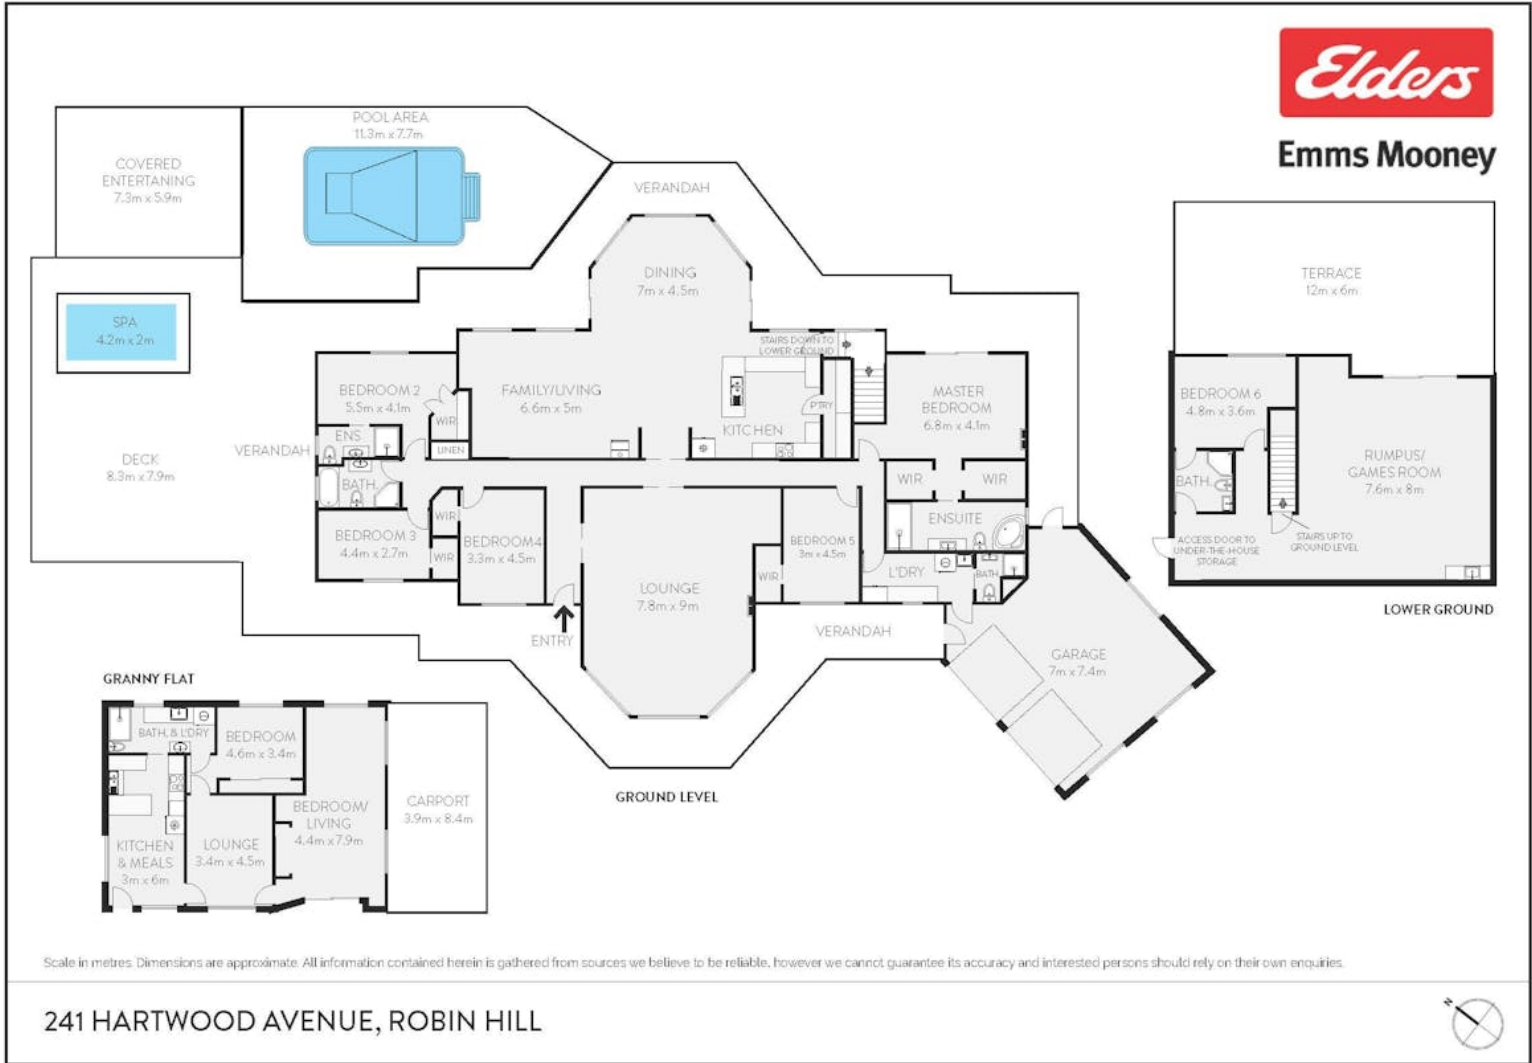 Elders
Emms Mooney
POOL AREA
11.3m x 7.7m
COVERED
ENTERTANING
7.3m x 5.9m
VERANDAH
SPA
4.2m x 2m
DECK
8.3m x 7.9m
DINING
7m x 4.5m
STAIRS DOWN TO
LOWER GROUND
FAMILY/LIVING
6.6m x 5m
KITCHEN
P'TRY
BEDROOM 2
5.5m x 4.1m
WIR
ENS
LINEN
VERANDAH
BATH
BEDROOM 3
4.4m x 2.7m
WIR
WIR
BEDROOM 4
3.3m x 4.5m
ENTRY
LOUNGE
7.8m x 9m
BEDROOM 5
3m x 4.5m
WIR
MASTER
BEDROOM
6.8m x 4.1m
WIR
WIR
ENSUITE
L'DRY
BATH
VERANDAH
GARAGE
7m x 7.4m
GROUND LEVEL
TERRACE
12m x 6m
BEDROOM 6
4.8m x 3.6m
BATH
RUMPUS/
GAMES ROOM
7.6m x 8m
ACCESS DOOR TO
UNDER-THE-HOUSE
STORAGE
STAIRS UP TO
GROUND LEVEL
LOWER GROUND
GRANNY FLAT
BATH. & L'DRY
BEDROOM
4.6m x 3.4m
BEDROOM/
LIVING
4.4m x 7.9m
CARPORT
3.9m x 8.4m
KITCHEN
& MEALS
3m x 6m
LOUNGE
3.4m x 4.5m
Scale in metres. Dimensions are approximate. All information contained herein is gathered from sources we believe to be reliable, however we cannot guarantee its accuracy and interested persons should rely on their own enquiries.
241 HARTWOOD AVENUE, ROBIN HILL
N